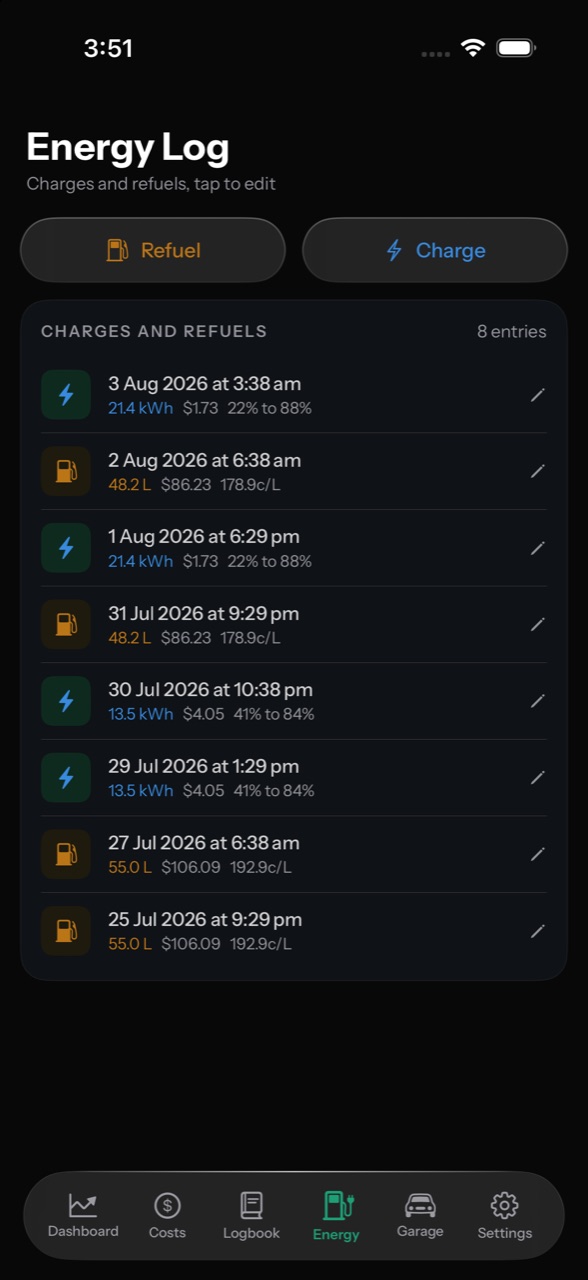 3:51
Energy Log
Charges and refuels, tap to edit
Refuel
Charge
CHARGES AND REFUELS
8 entries
3 Aug 2026 at 3:38 am
21.4 kWh $1.73 22% to 88%
2 Aug 2026 at 6:38 am
48.2 L $86.23 178.9c/L
1 Aug 2026 at 6:29 pm
21.4 kWh $1.73 22% to 88%
31 Jul 2026 at 9:29 pm
48.2 L $86.23 178.9c/L
30 Jul 2026 at 10:38 pm
13.5 kWh $4.05 41% to 84%
29 Jul 2026 at 1:29 pm
13.5 kWh $4.05 41% to 84%
27 Jul 2026 at 6:38 am
55.0 L $106.09 192.9c/L
25 Jul 2026 at 9:29 pm
55.0 L $106.09 192.9c/L
Dashboard
Costs
Logbook
Energy
Garage
Settings